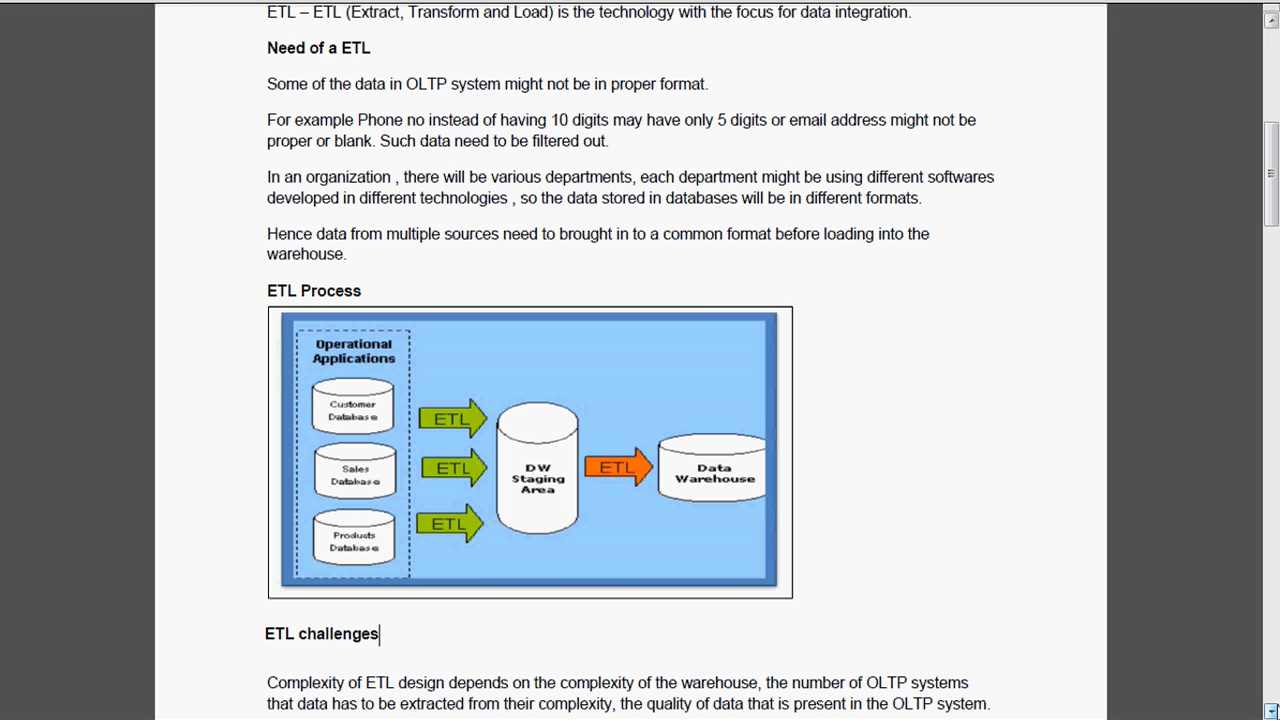 ETL – ETL (Extract, Transform and Load) is the technology with the focus for data integration.
Need of a ETL
Some of the data in OLTP system might not be in proper format.
For example Phone no instead of having 10 digits may have only 5 digits or email address might not be
proper or blank. Such data need to be filtered out.
In an organization , there will be various departments, each department might be using different softwares
developed in different technologies , so the data stored in databases will be in different formats.
Hence data from multiple sources need to brought in to a common format before loading into the
warehouse.
ETL Process
Operational
Applications
Customer
Database
ETL
Sales
Database
ETL
Products
Database
ETL
DW
Staging
Area
ETL
Data
Warehouse
ETL challenges
Complexity of ETL design depends on the complexity of the warehouse, the number of OLTP systems
that data has to be extracted from their complexity, the quality of data that is present in the OLTP system.